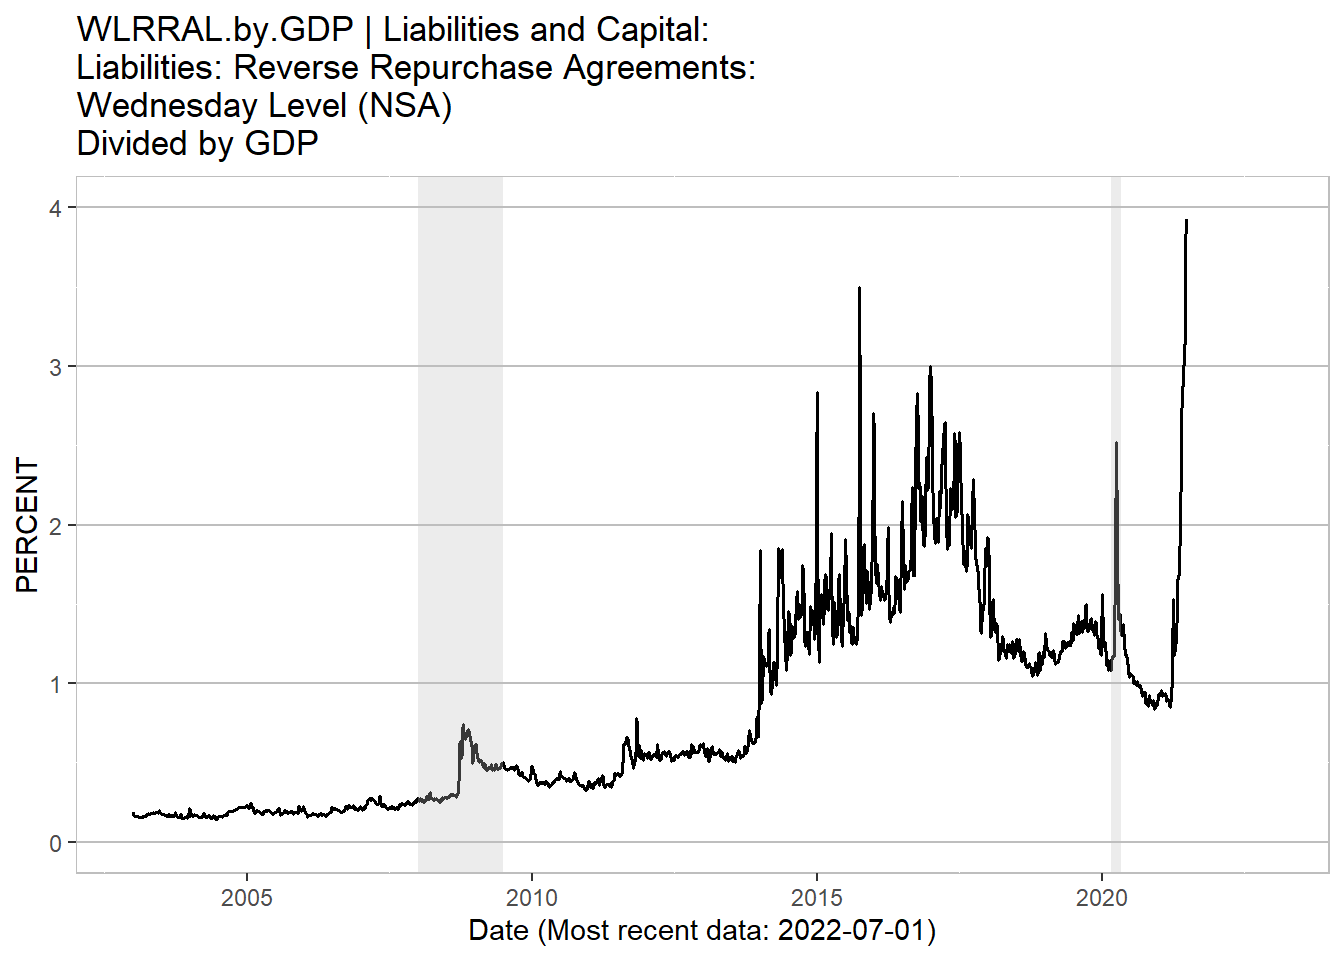 WLRRAL.by.GDP | Liabilities and Capital:
Liabilities: Reverse Repurchase Agreements:
Wednesday Level (NSA)
Divided by GDP
4
3
2
1
0
PERCENT
2005 2010 2015 2020
Date (Most recent data: 2022-07-01)